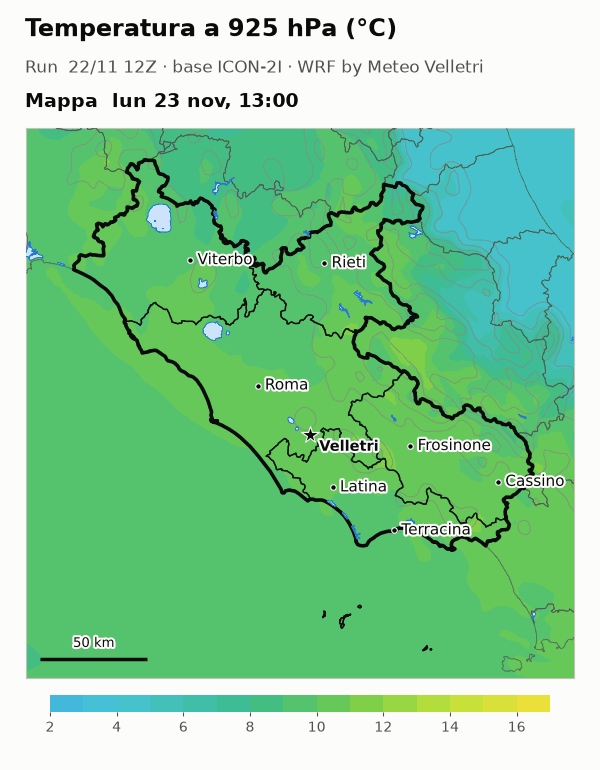 Temperatura a 925 hPa (°C)
Run  22/11 12Z · base ICON-2I · WRF by Meteo Velletri
Mappa  lun 23 nov, 13:00
Viterbo
Rieti
Roma
Velletri
Frosinone
Latina
Cassino
Terracina
50 km
2 4 6 8 10 12 14 16